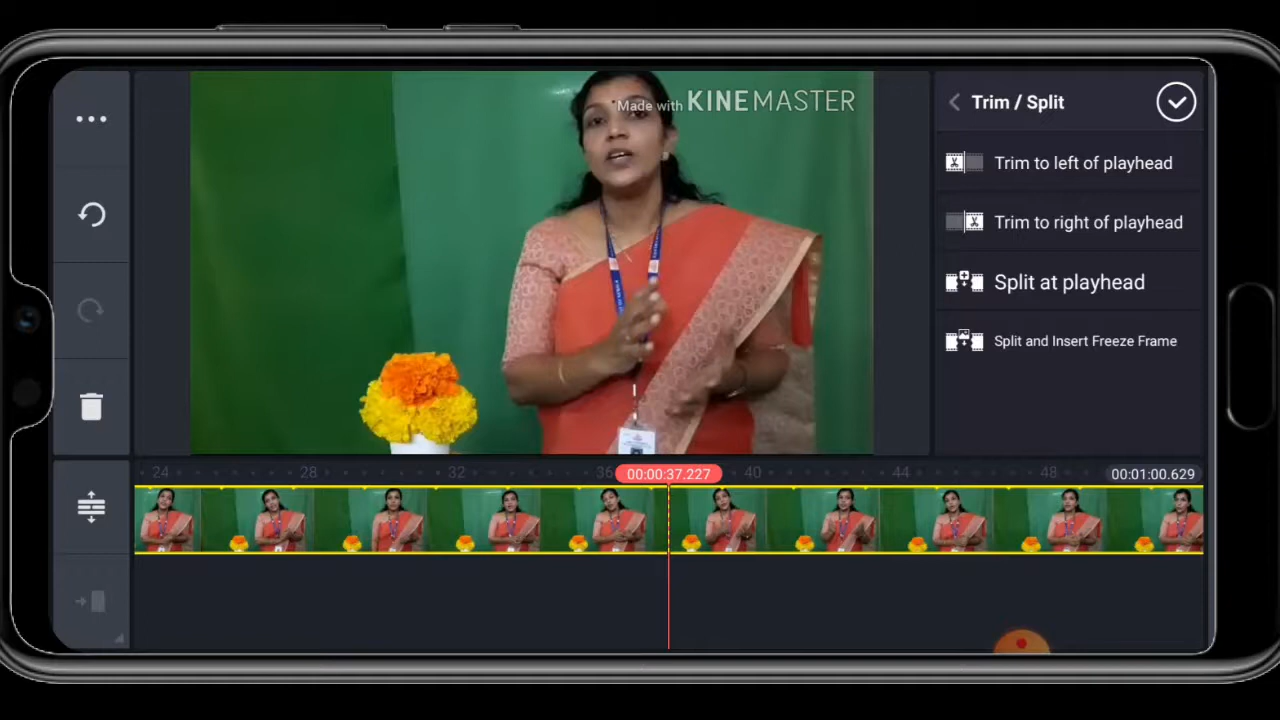 Made with KINEMASTER
Trim / Split
Trim to left of playhead
Trim to right of playhead
Split at playhead
Split and Insert Freeze Frame
24 28 32 36 00:00:37.227 40 44 48 00:01:00.629